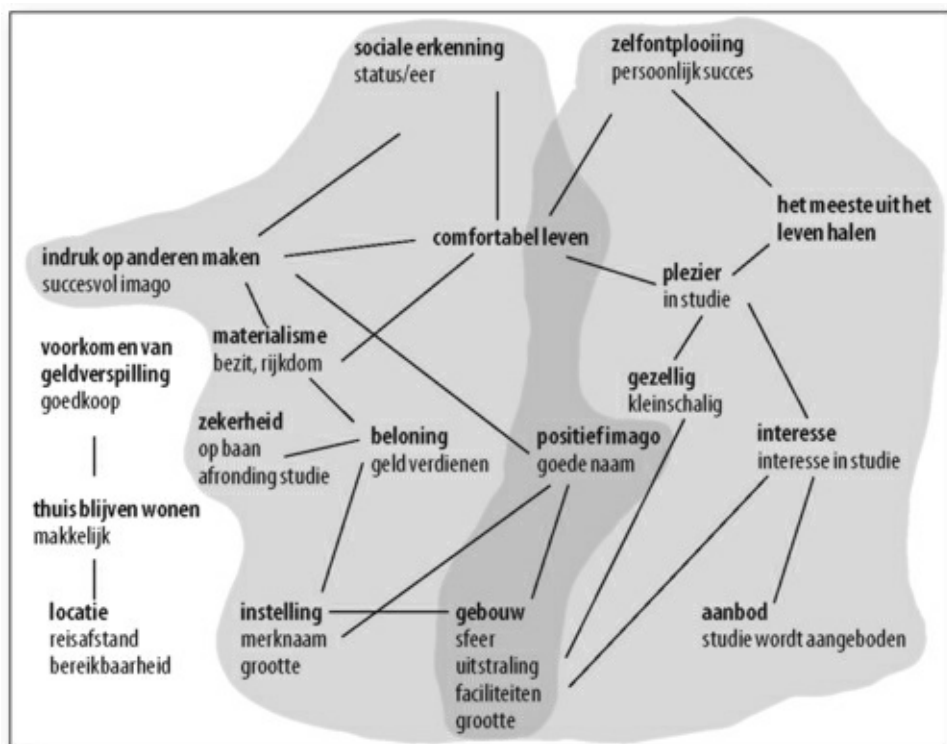 sociale erkenning
status/eer
zelfontplooiing
persoonlijk succes
het meeste uit het
leven halen
comfortabel leven
indruk op anderen maken
succesvol imago
plezier
in studie
materialisme
bezit, rijkdom
voorkomen van
geldverspilling
goedkoop
gezellig
kleinschalig
zekerheid
op baan
afronding studie
beloning
geld verdienen
positief imago
goede naam
interesse
interesse in studie
thuis blijven wonen
makkelijk
locatie
reisafstand
bereikbaarheid
instelling
merknaam
grootte
gebouw
sfeer
uitstraling
faciliteiten
grootte
aanbod
studie wordt aangeboden